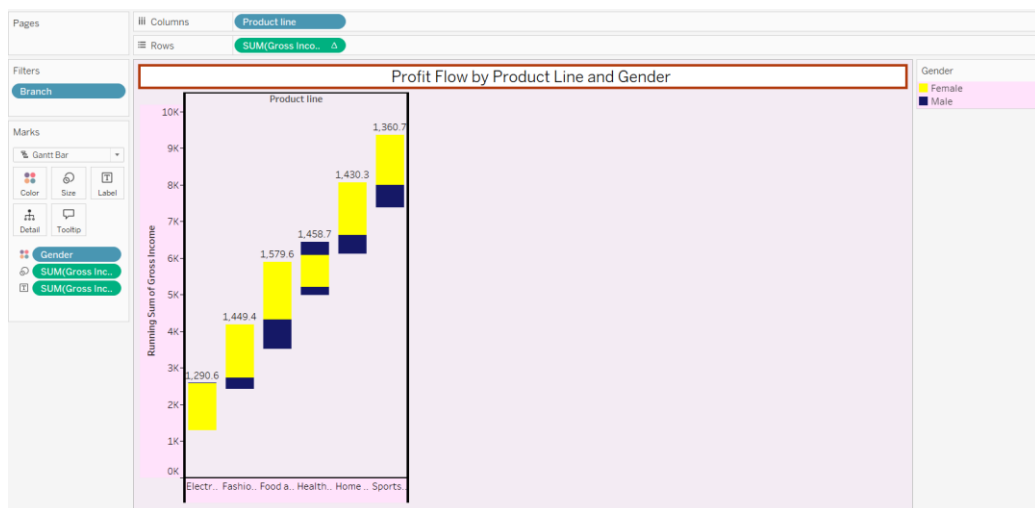 Pages
Columns
Product line
Rows
SUM(Gross Inco..
Filters
Branch
Marks
Gantt Bar
Color
Size
Label
Detail
Tooltip
Gender
SUM(Gross Inc..
SUM(Gross Inc..
Profit Flow by Product Line and Gender
Product line
Running Sum of Gross Income
10K
9K
8K
7K
6K
5K
4K
3K
2K
1K
0K
1,290.6
1,449.4
1,579.6
1,458.7
1,430.3
1,360.7
Electr.. Fashio.. Food a.. Health.. Home .. Sports..
Gender
Female
Male